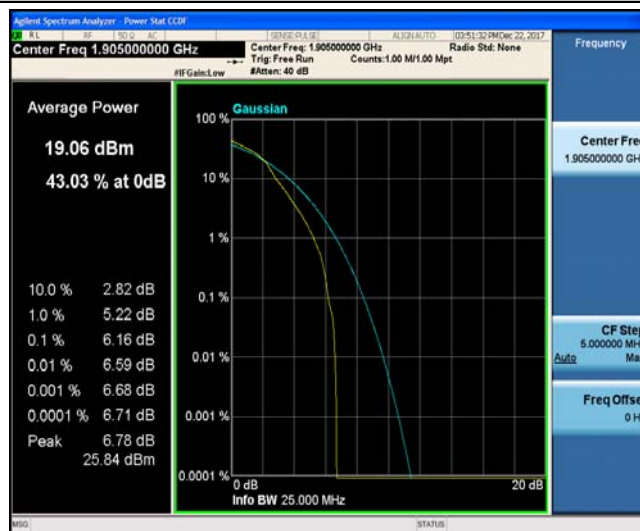 Agilent Spectrum Analyzer - Power Stat CCDF
RL RF 50 Ω AC SENSE:PULSE ALIGN AUTO 03:51:32 PM Dec 22, 2017
Center Freq 1.905000000 GHz
Center Freq: 1.905000000 GHz Radio Std: None
Trig: Free Run Counts:1.00 M/1.00 Mpt
#IFGain:Low #Atten: 40 dB
Average Power
19.06 dBm
43.03 % at 0dB
10.0 % 2.82 dB
1.0 % 5.22 dB
0.1 % 6.16 dB
0.01 % 6.59 dB
0.001 % 6.68 dB
0.0001 % 6.71 dB
Peak 6.78 dB
25.84 dBm
Gaussian
100 %
10 %
1 %
0.1 %
0.01 %
0.001 %
0.0001 %
0 dB 20 dB
Info BW 25.000 MHz
Frequency
Center Fre
1.905000000 GH
CF Ste
5.000000 MH
Auto Ma
Freq Offse
0 H
MSG STATUS